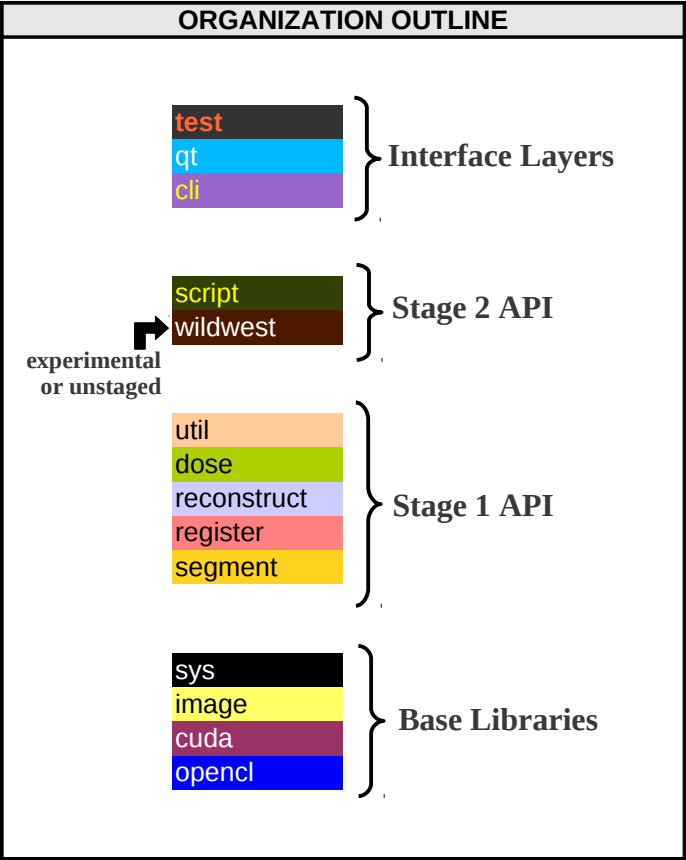 ORGANIZATION OUTLINE
test
qt
cli
Interface Layers
script
wildwest
Stage 2 API
experimental
or unstaged
util
dose
reconstruct
register
segment
Stage 1 API
sys
image
cuda
opencl
Base Libraries